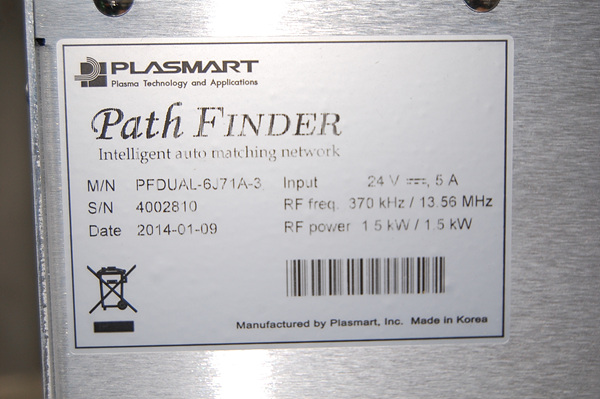 PLASMART
Plasma Technology and Applications
Path FINDER
Intelligent auto matching network
M/N PFDUAL-6J71A-3 Input 24 V ⎓, 5 A
S/N 4002810 RF freq. 370 kHz / 13.56 MHz
Date 2014-01-09 RF power 1.5 kW / 1.5 kW
Manufactured by Plasmart, Inc. Made in Korea